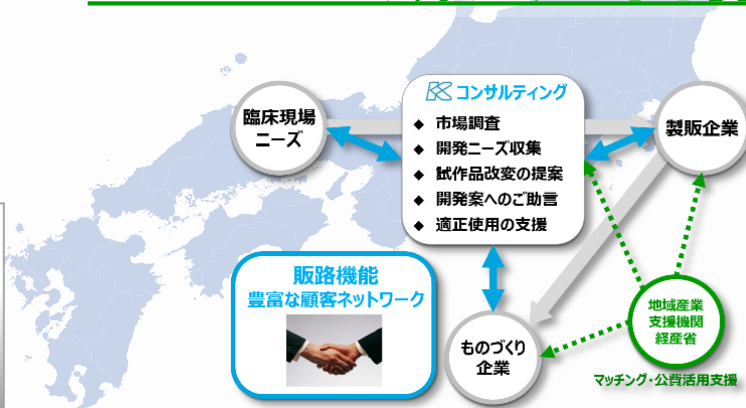 臨床現場
ニーズ
コンサルティング
◆ 市場調査
◆ 開発ニーズ収集
◆ 試作品改変の提案
◆ 開発案へのご助言
◆ 適正使用の支援
製販企業
販路機能
豊富な顧客ネットワーク
ものづくり
企業
地域産業
支援機関
経産省
マッチング・公費活用支援